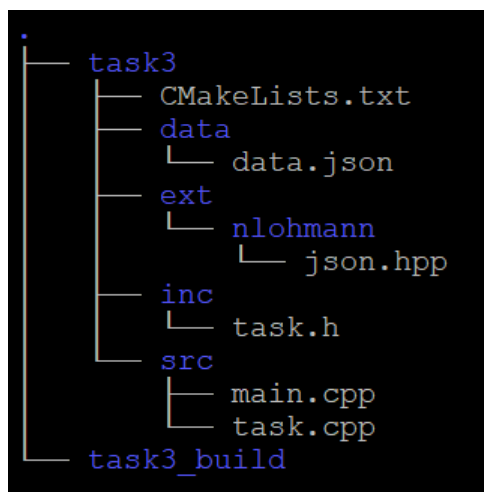 .
├── task3
│   ├── CMakeLists.txt
│   ├── data
│   │   └── data.json
│   ├── ext
│   │   └── nlohmann
│   │       └── json.hpp
│   ├── inc
│   │   └── task.h
│   └── src
│       ├── main.cpp
│       └── task.cpp
└── task3_build